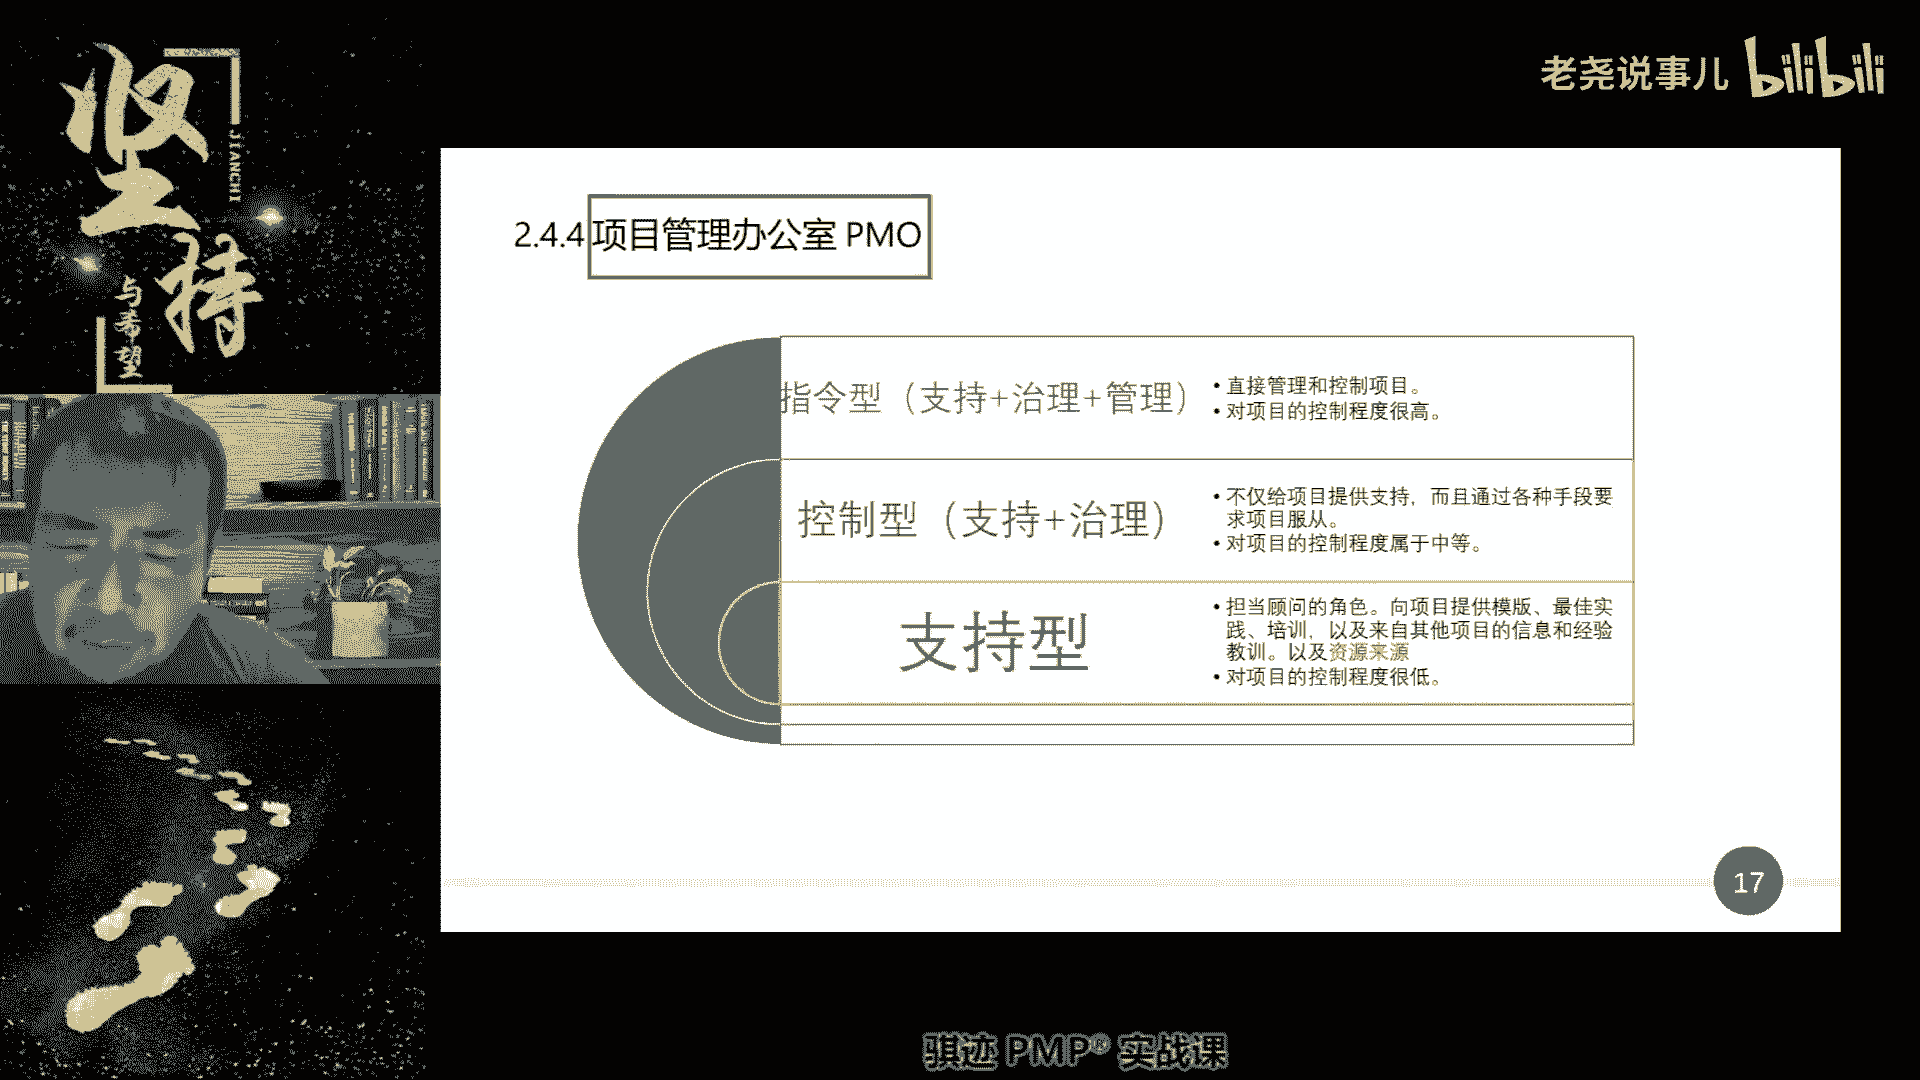 坚持
JIANCHI
与希望
老尧说事儿 bilibili
2.4.4 项目管理办公室 PMO
指令型（支持+治理+管理）
• 直接管理和控制项目。
• 对项目的控制程度很高。
控制型（支持+治理）
• 不仅给项目提供支持，而且通过各种手段要
求项目服从。
• 对项目的控制程度属于中等。
支持型
• 担当顾问的角色。向项目提供模版、最佳实
践、培训，以及来自其他项目的信息和经验
教训。以及资源来源
• 对项目的控制程度很低。
17
骐迹 PMP® 实战课